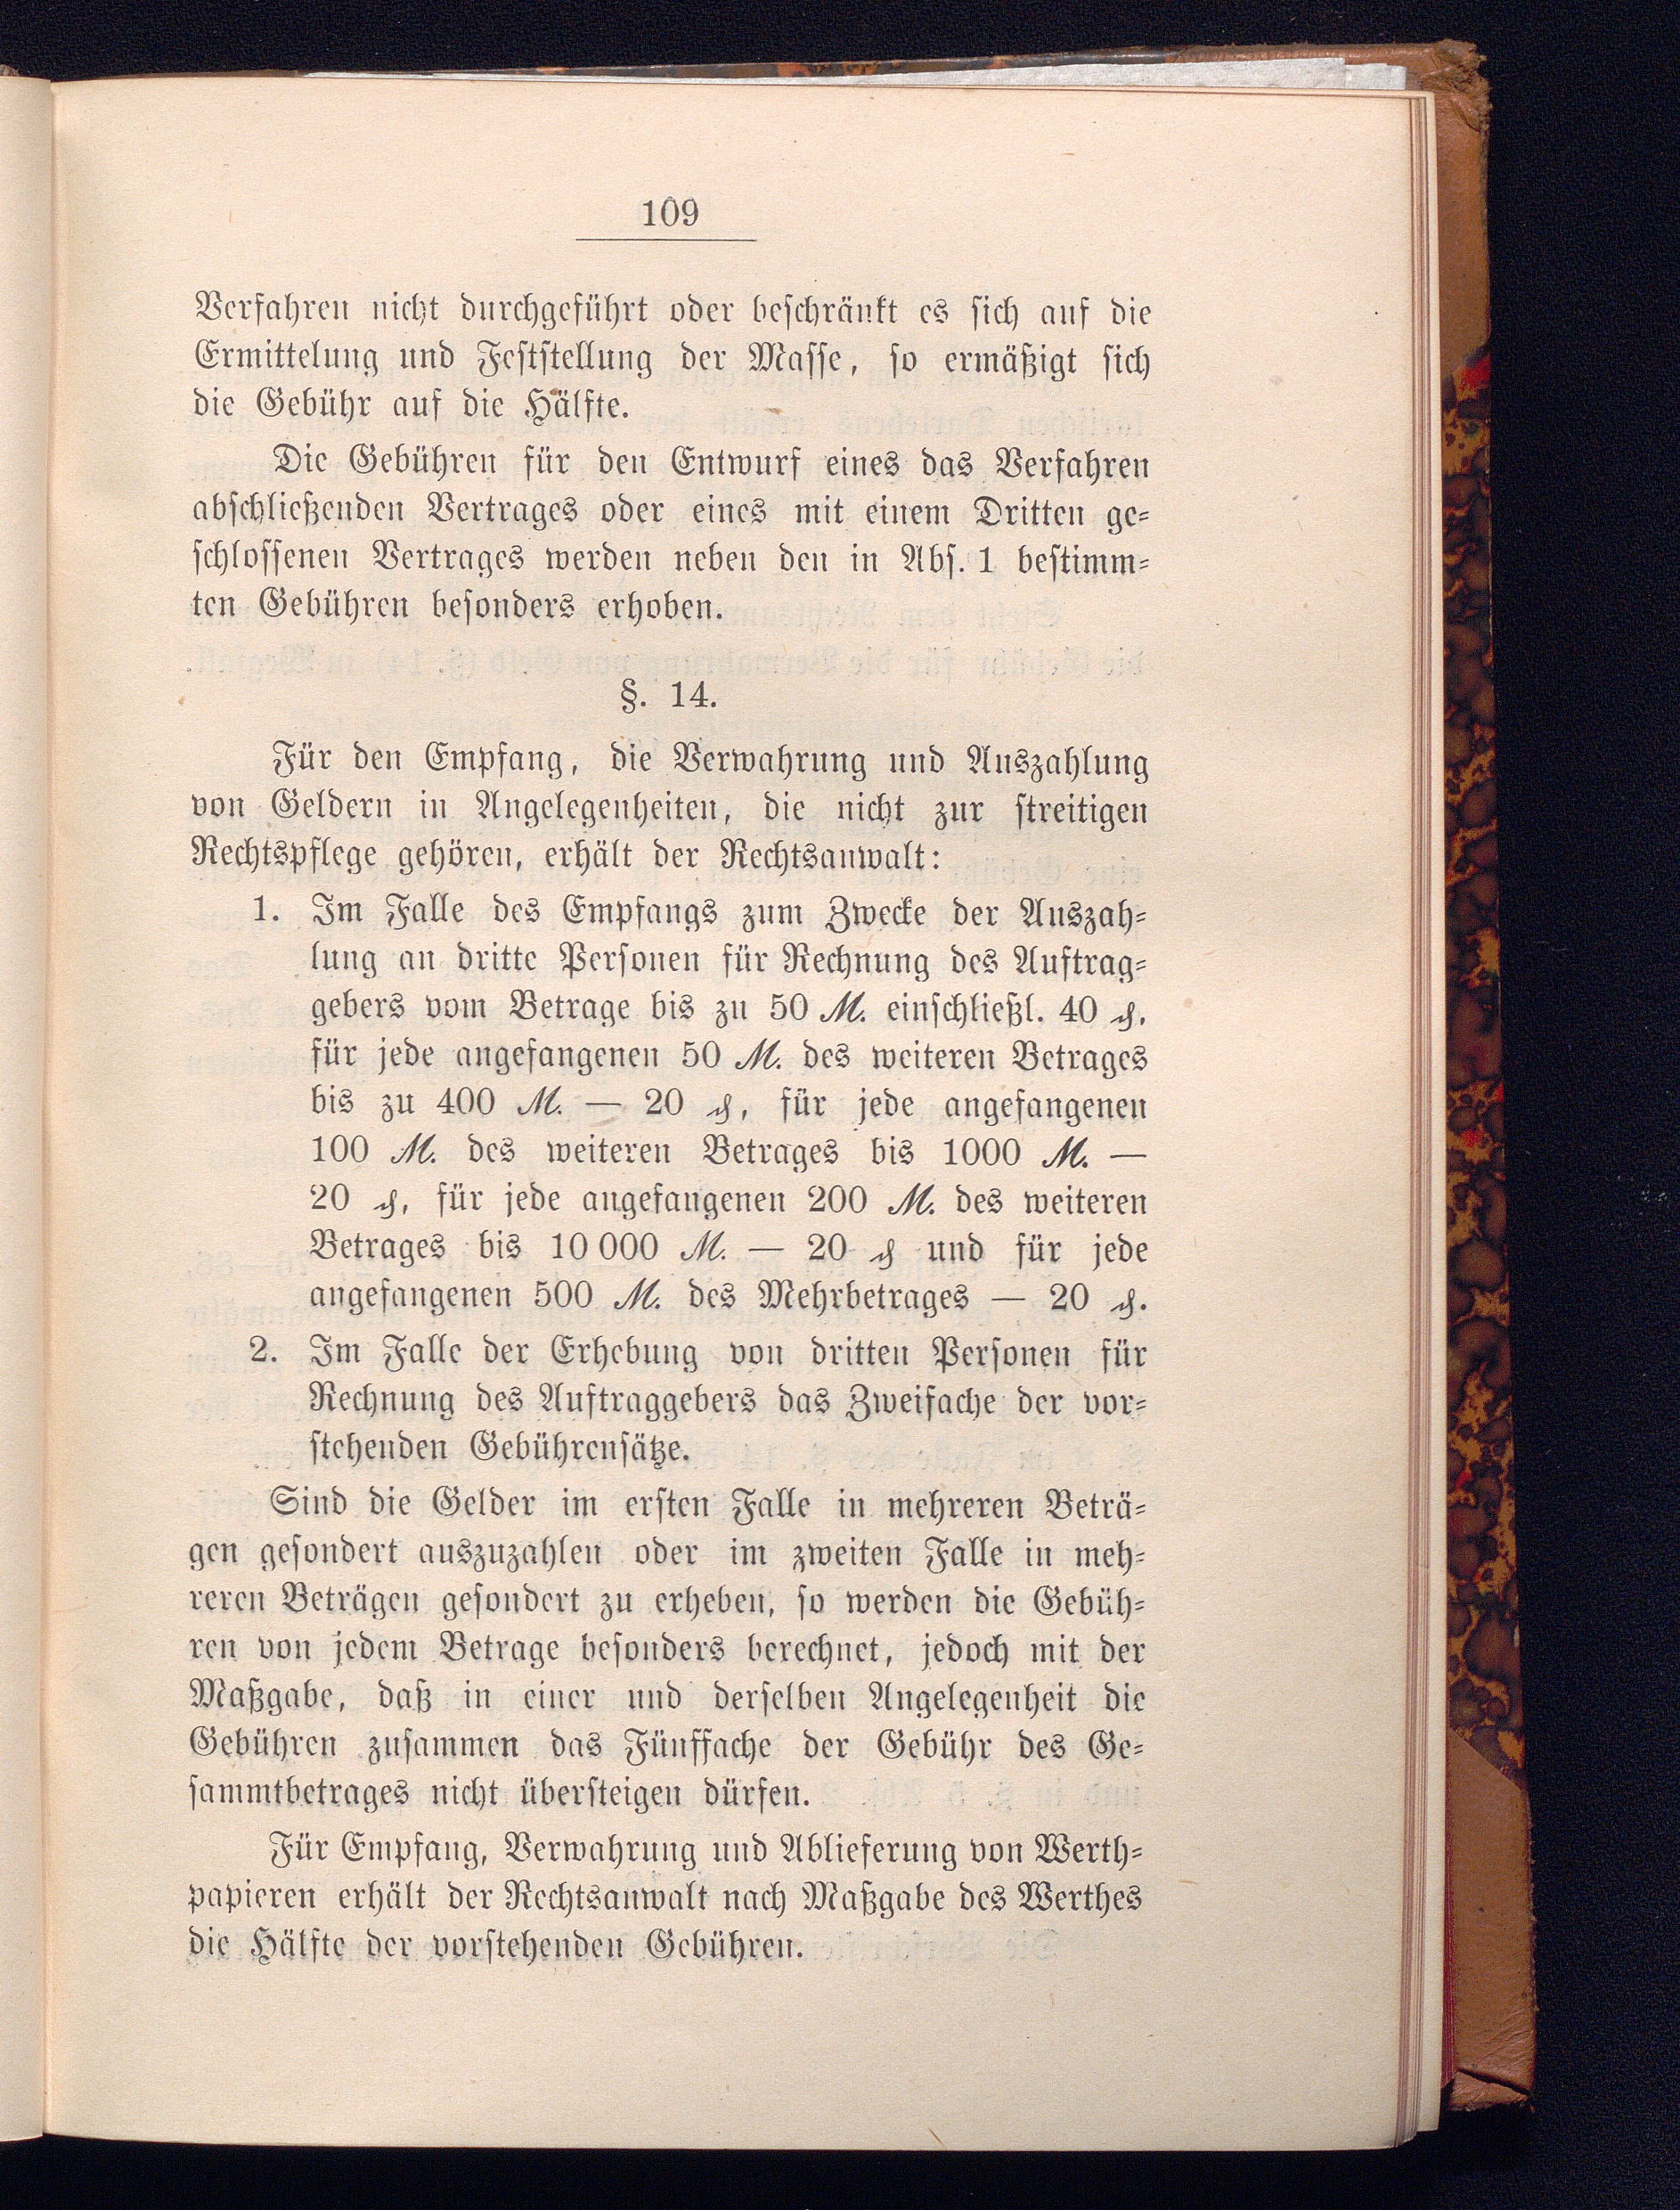 109
Verfahren nicht durchgeführt oder beschränkt es sich auf die
Ermittelung und Feststellung der Masse, so ermäßigt sich
die Gebühr auf die Hälfte.
Die Gebühren für den Entwurf eines das Verfahren
abschließenden Vertrages oder eines mit einem Dritten ge-
schlossenen Vertrages werden neben den in Abs. 1 bestimm-
ten Gebühren besonders erhoben.
§. 14.
Für den Empfang, die Verwahrung und Auszahlung
von Geldern in Angelegenheiten, die nicht zur streitigen
Rechtspflege gehören, erhält der Rechtsanwalt:
1. Im Falle des Empfangs zum Zwecke der Auszah-
lung an dritte Personen für Rechnung des Auftrag-
gebers vom Betrage bis zu 50 ℳ. einschließl. 40 ₰.
für jede angefangenen 50 ℳ. des weiteren Betrages
bis zu 400 ℳ. — 20 ₰, für jede angefangenen
100 ℳ. des weiteren Betrages bis 1000 ℳ. —
20 ₰, für jede angefangenen 200 ℳ. des weiteren
Betrages bis 10 000 ℳ. — 20 ₰ und für jede
angefangenen 500 ℳ. des Mehrbetrages — 20 ₰.
2. Im Falle der Erhebung von dritten Personen für
Rechnung des Auftraggebers das Zweifache der vor-
stehenden Gebührensätze.
Sind die Gelder im ersten Falle in mehreren Beträ-
gen gesondert auszuzahlen oder im zweiten Falle in meh-
reren Beträgen gesondert zu erheben, so werden die Gebüh-
ren von jedem Betrage besonders berechnet, jedoch mit der
Maßgabe, daß in einer und derselben Angelegenheit die
Gebühren zusammen das Fünffache der Gebühr des Ge-
sammtbetrages nicht übersteigen dürfen.
Für Empfang, Verwahrung und Ablieferung von Werth-
papieren erhält der Rechtsanwalt nach Maßgabe des Werthes
die Hälfte der vorstehenden Gebühren.